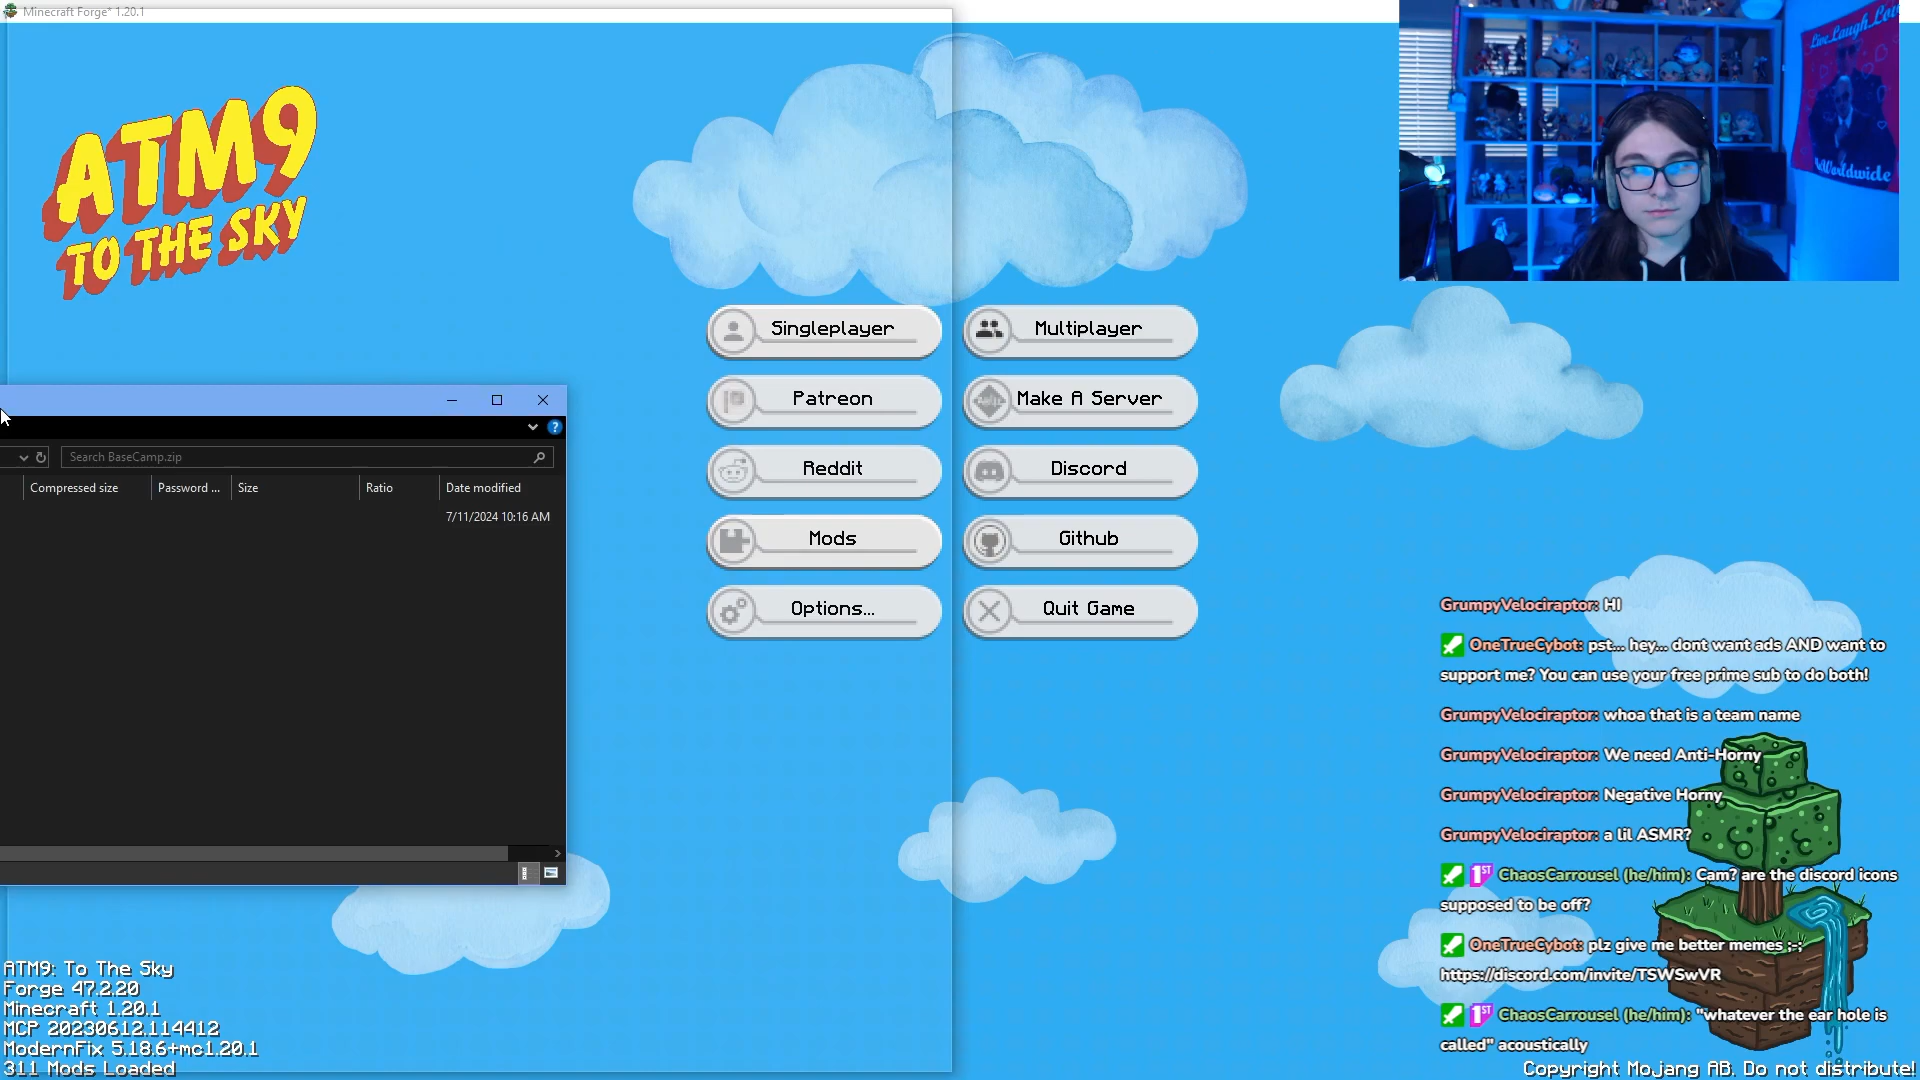 Minecraft Forge* 1.20.1
ATM9
TO THE SKY
Live, Laugh, Love
Mr. Worldwide
Singleplayer
Multiplayer
Patreon
Make A Server
Reddit
Discord
Mods
Github
Options...
Quit Game
Search BaseCamp.zip
Compressed size
Password ...
Size
Ratio
Date modified
7/11/2024 10:16 AM
GrumpyVelociraptor: HI
OneTrueCybot: pst... hey... dont want ads AND want to
support me? You can use your free prime sub to do both!
GrumpyVelociraptor: whoa that is a team name
GrumpyVelociraptor: We need Anti-Horny
GrumpyVelociraptor: Negative Horny
GrumpyVelociraptor: a lil ASMR?
1ST ChaosCarrousel (he/him): Cam? are the discord icons
supposed to be off?
OneTrueCybot: plz give me better memes ;-;
https://discord.com/invite/TSWSwVR
1ST ChaosCarrousel (he/him): "whatever the ear hole is
called" acoustically
ATM9: To The Sky
Forge 47.2.20
Minecraft 1.20.1
MCP 20230612.114412
ModernFix 5.18.6+mc1.20.1
311 Mods Loaded
Copyright Mojang AB. Do not distribute!